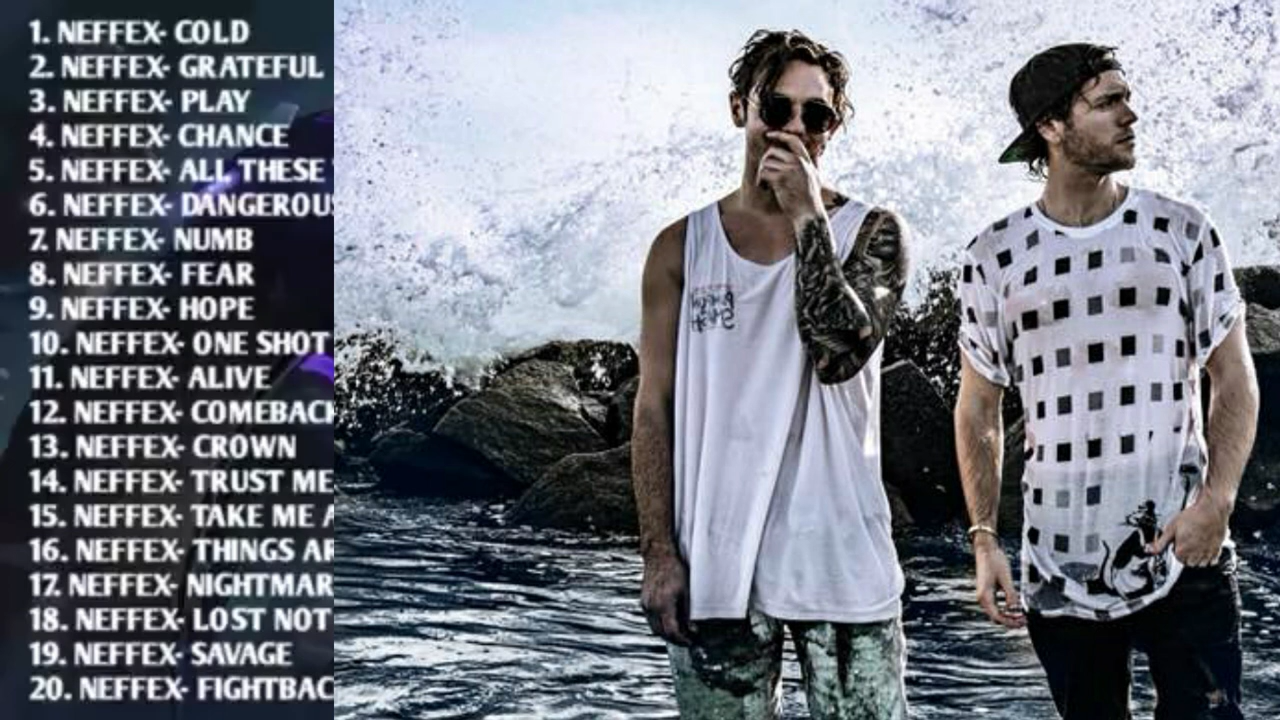 1. NEFFEX- COLD
2. NEFFEX- GRATEFUL
3. NEFFEX- PLAY
4. NEFFEX- CHANCE
5. NEFFEX- ALL THESE
6. NEFFEX- DANGEROUS
7. NEFFEX- NUMB
8. NEFFEX- FEAR
9. NEFFEX- HOPE
10. NEFFEX- ONE SHOT
11. NEFFEX- ALIVE
12. NEFFEX- COMEBACK
13. NEFFEX- CROWN
14. NEFFEX- TRUST ME
15. NEFFEX- TAKE ME A
16. NEFFEX- THINGS AR
17. NEFFEX- NIGHTMAR
18. NEFFEX- LOST NOT
19. NEFFEX- SAVAGE
20. NEFFEX- FIGHTBAC